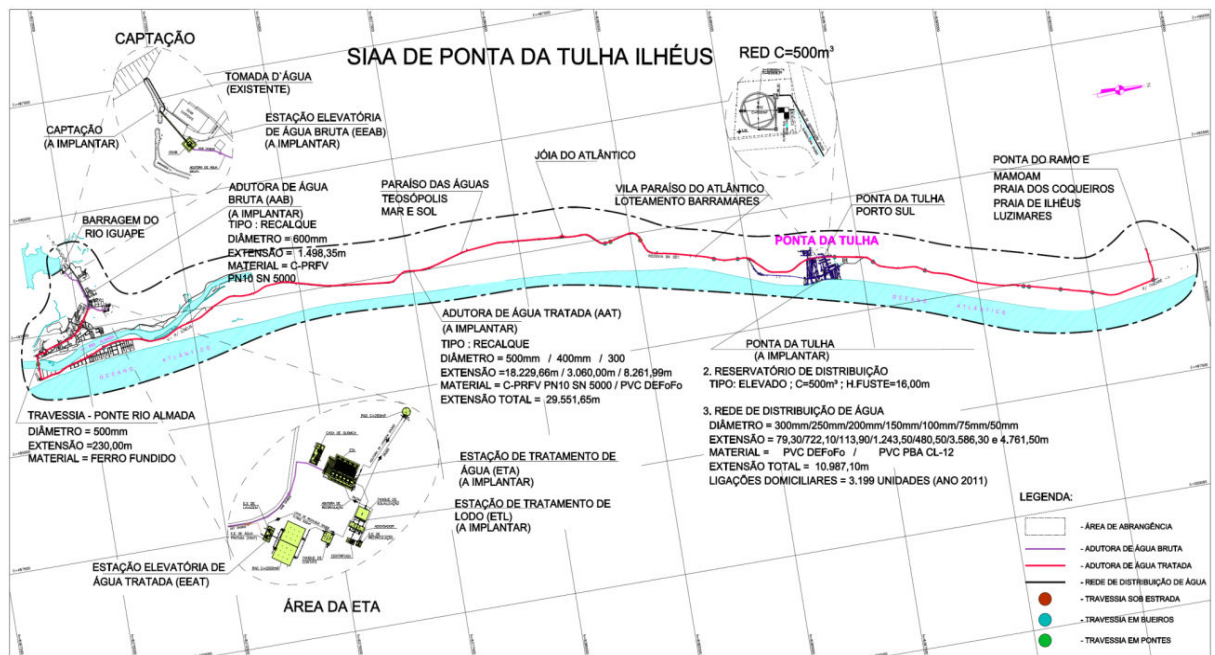 SIAA DE PONTA DA TULHA ILHÉUS
CAPTAÇÃO
TOMADA D`ÁGUA
(EXISTENTE)
CAPTAÇÃO
(A IMPLANTAR)
ESTAÇÃO ELEVATÓRIA
DE ÁGUA BRUTA (EEAB)
(A IMPLANTAR)
RED C=500m³
BARRAGEM DO
RIO IGUAPE
ADUTORA DE ÁGUA
BRUTA (AAB)
(A IMPLANTAR)
TIPO : RECALQUE
DIÂMETRO = 600mm
EXTENSÃO = 1.498,35m
MATERIAL = C-PRFV
PN10 SN 5000
PARAÍSO DAS ÁGUAS
TEOSÓPOLIS
MAR E SOL
JÓIA DO ATLÂNTICO
VILA PARAÍSO DO ATLÂNTICO
LOTEAMENTO BARRAMARES
PONTA DA TULHA
PORTO SUL
PONTA DO RAMO E
MAMOAM
PRAIA DOS COQUEIROS
PRAIA DE ILHÉUS
LUZIMARES
PONTA DA TULHA
OCEANO ATLÂNTICO
OCEANO ATLÂNTICO
TRAVESSIA - PONTE RIO ALMADA
DIÂMETRO = 500mm
EXTENSÃO =230,00m
MATERIAL = FERRO FUNDIDO
ADUTORA DE ÁGUA TRATADA (AAT)
(A IMPLANTAR)
TIPO : RECALQUE
DIÂMETRO = 500mm / 400mm / 300
EXTENSÃO =18.229,66m / 3.060,00m / 8.261,99m
MATERIAL = C-PRFV PN10 SN 5000 / PVC DEFoFo
EXTENSÃO TOTAL = 29.551,65m
PONTA DA TULHA
(A IMPLANTAR)
2. RESERVATÓRIO DE DISTRIBUIÇÃO
TIPO: ELEVADO ; C=500m³ ; H.FUSTE=16,00m
3. REDE DE DISTRIBUIÇÃO DE ÁGUA
DIÂMETRO = 300mm/250mm/200mm/150mm/100mm/75mm/50mm
EXTENSÃO = 79,30/722,10/113,90/1.243,50/480,50/3.586,30 e 4.761,50m
MATERIAL = PVC DEFoFo / PVC PBA CL-12
EXTENSÃO TOTAL = 10.987,10m
LIGAÇÕES DOMICILIARES = 3.199 UNIDADES (ANO 2011)
CASA DE QUÍMICA
ETA
ESTAÇÃO DE TRATAMENTO DE
ÁGUA (ETA)
(A IMPLANTAR)
ESTAÇÃO DE TRATAMENTO DE
LODO (ETL)
(A IMPLANTAR)
ESTAÇÃO ELEVATÓRIA DE
ÁGUA TRATADA (EEAT)
ÁREA DA ETA
LEGENDA:
- ÁREA DE ABRANGÊNCIA
- ADUTORA DE ÁGUA BRUTA
- ADUTORA DE ÁGUA TRATADA
- REDE DE DISTRIBUIÇÃO DE ÁGUA
- TRAVESSIA SOB ESTRADA
- TRAVESSIA EM BUEIROS
- TRAVESSIA EM PONTES